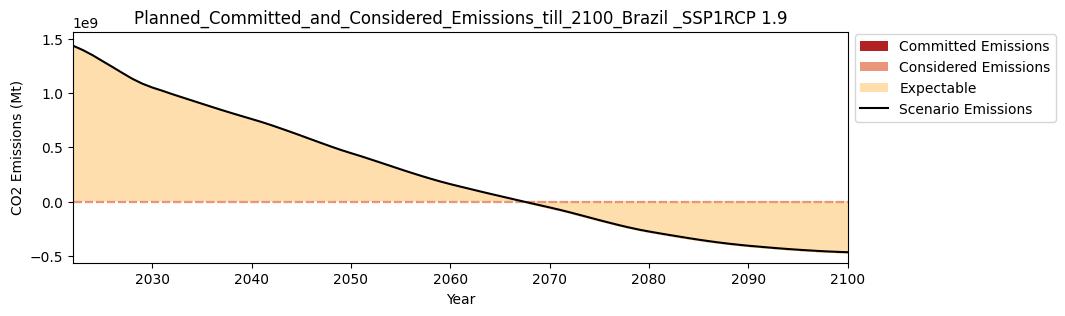 Planned_Committed_and_Considered_Emissions_till_2100_Brazil _SSP1RCP 1.9
1e9
1.5
1.0
0.5
0.0
−0.5
CO2 Emissions (Mt)
2030 2040 2050 2060 2070 2080 2090 2100
Year
Committed Emissions
Considered Emissions
Expectable
Scenario Emissions